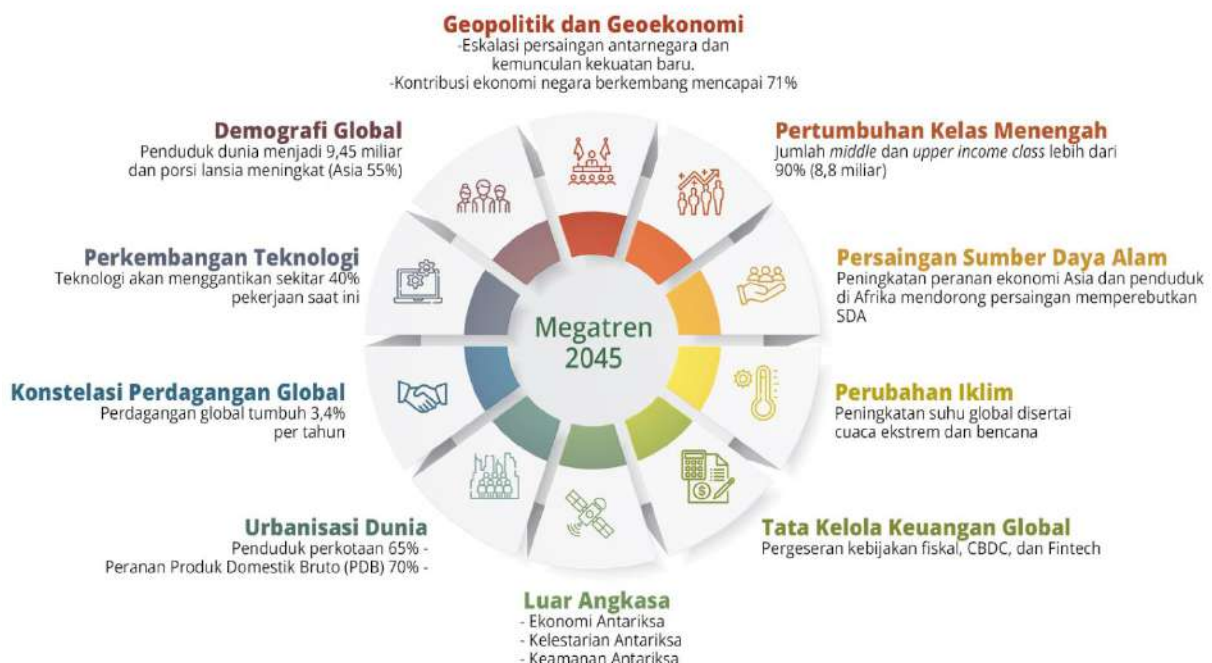 Geopolitik dan Geoekonomi
-Eskalasi persaingan antarnegara dan
kemunculan kekuatan baru.
-Kontribusi ekonomi negara berkembang mencapai 71%
Pertumbuhan Kelas Menengah
Jumlah middle dan upper income class lebih dari
90% (8,8 miliar)
Persaingan Sumber Daya Alam
Peningkatan peranan ekonomi Asia dan penduduk
di Afrika mendorong persaingan memperebutkan
SDA
Perubahan Iklim
Peningkatan suhu global disertai
cuaca ekstrem dan bencana
Tata Kelola Keuangan Global
Pergeseran kebijakan fiskal, CBDC, dan Fintech
Luar Angkasa
- Ekonomi Antariksa
- Kelestarian Antariksa
- Keamanan Antariksa
Urbanisasi Dunia
Penduduk perkotaan 65% -
Peranan Produk Domestik Bruto (PDB) 70% -
Konstelasi Perdagangan Global
Perdagangan global tumbuh 3,4%
per tahun
Perkembangan Teknologi
Teknologi akan menggantikan sekitar 40%
pekerjaan saat ini
Demografi Global
Penduduk dunia menjadi 9,45 miliar
dan porsi lansia meningkat (Asia 55%)
Megatren
2045